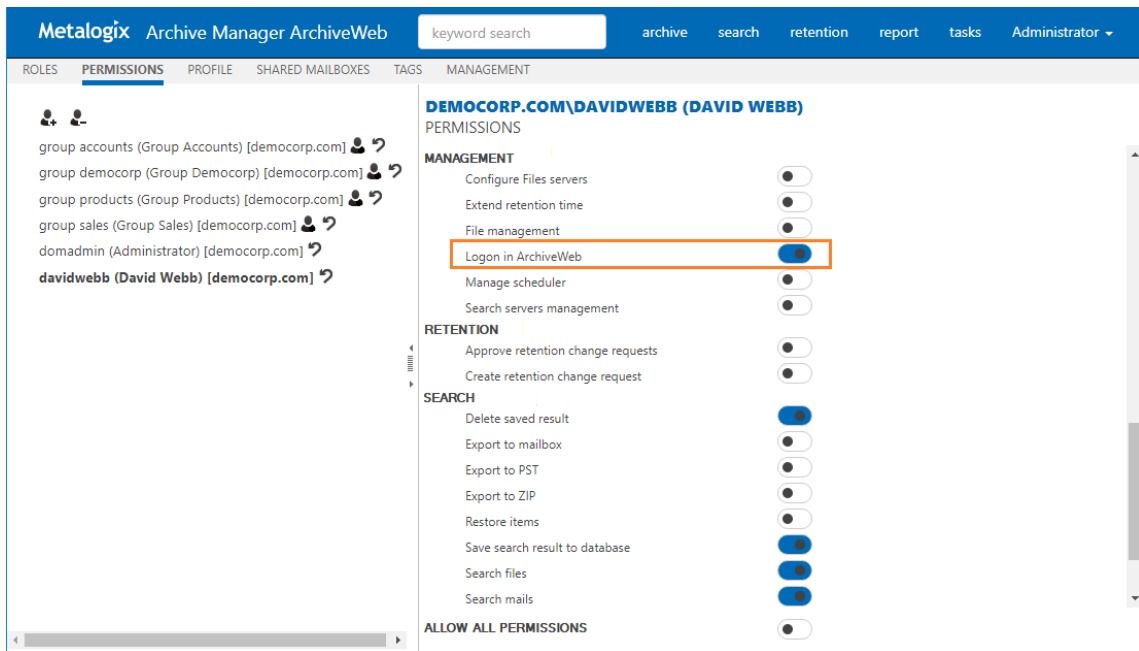 Metalogix Archive Manager ArchiveWeb keyword search archive search retention report tasks Administrator
ROLES PERMISSIONS PROFILE SHARED MAILBOXES TAGS MANAGEMENT
group accounts (Group Accounts) [democorp.com]
group democorp (Group Democorp) [democorp.com]
group products (Group Products) [democorp.com]
group sales (Group Sales) [democorp.com]
domadmin (Administrator) [democorp.com]
davidwebb (David Webb) [democorp.com]
DEMOCORP.COM\DAVIDWEBB (DAVID WEBB)
PERMISSIONS
MANAGEMENT
Configure Files servers
Extend retention time
File management
Logon in ArchiveWeb
Manage scheduler
Search servers management
RETENTION
Approve retention change requests
Create retention change request
SEARCH
Delete saved result
Export to mailbox
Export to PST
Export to ZIP
Restore items
Save search result to database
Search files
Search mails
ALLOW ALL PERMISSIONS